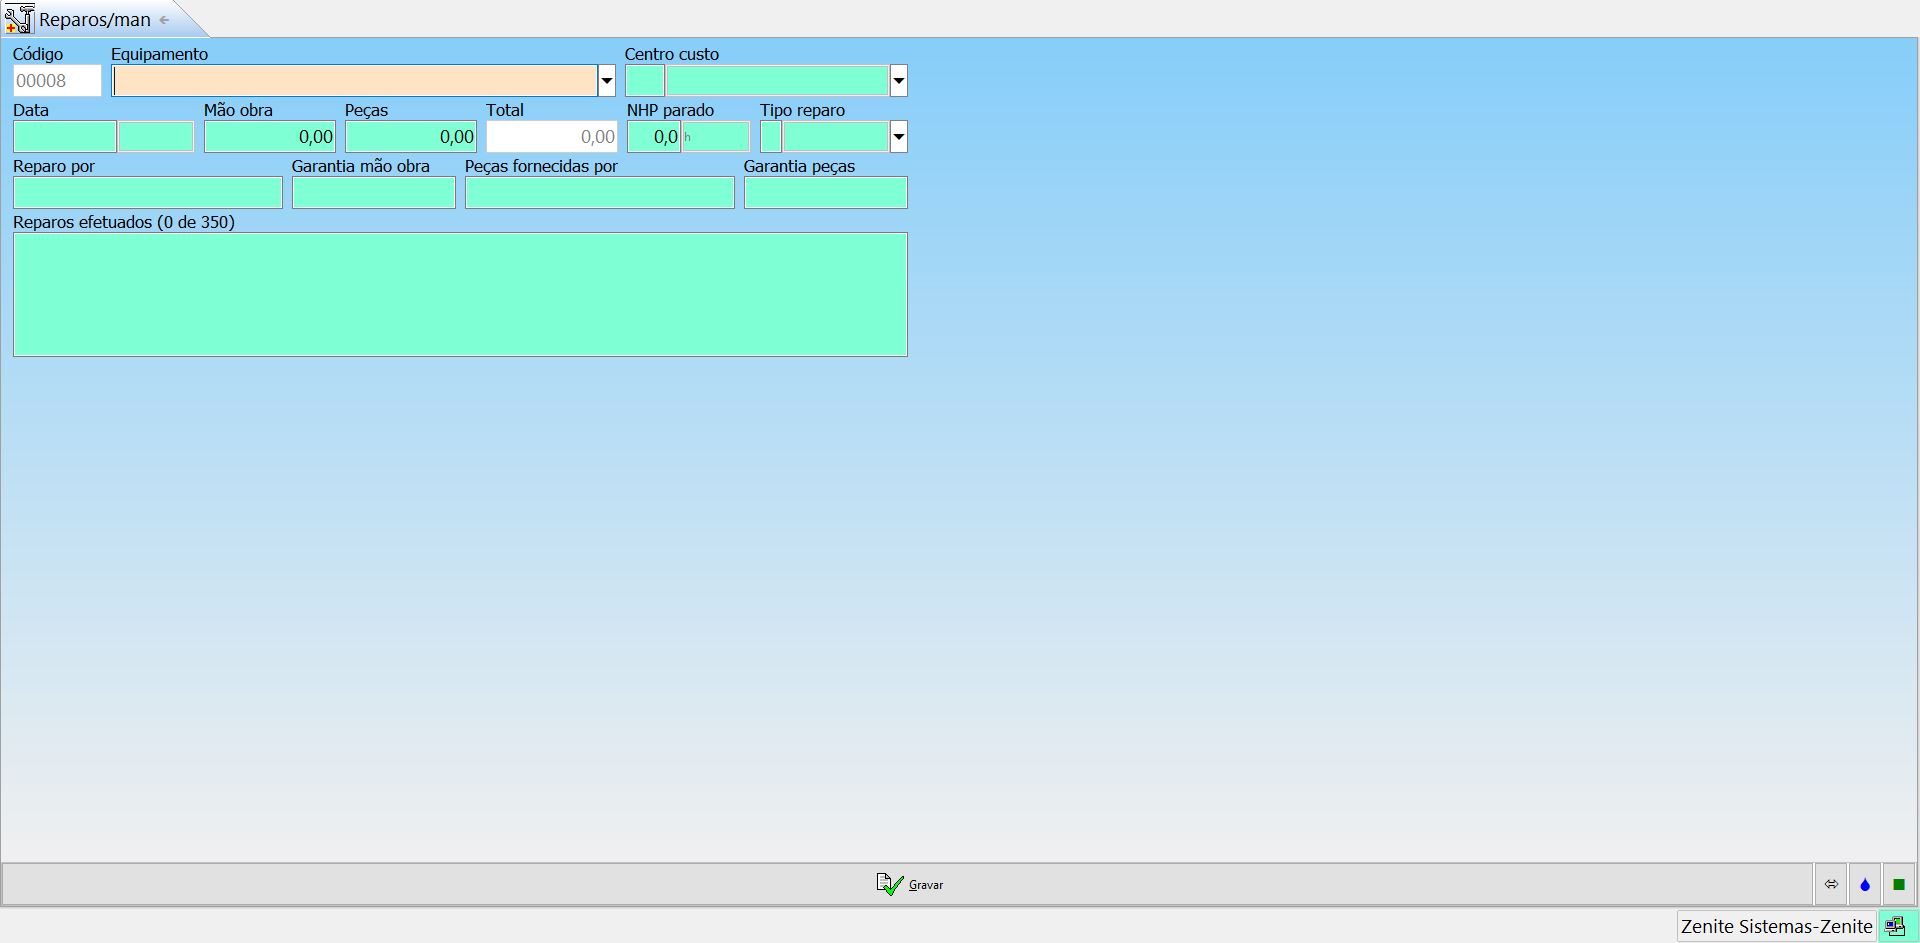 Reparos/man
Código Equipamento Centro custo
00008
Data Mão obra Peças Total NHP parado Tipo reparo
0,00 0,00 0,00 0,0 h
Reparo por Garantia mão obra Peças fornecidas por Garantia peças
Reparos efetuados (0 de 350)
Gravar
Zenite Sistemas-Zenite